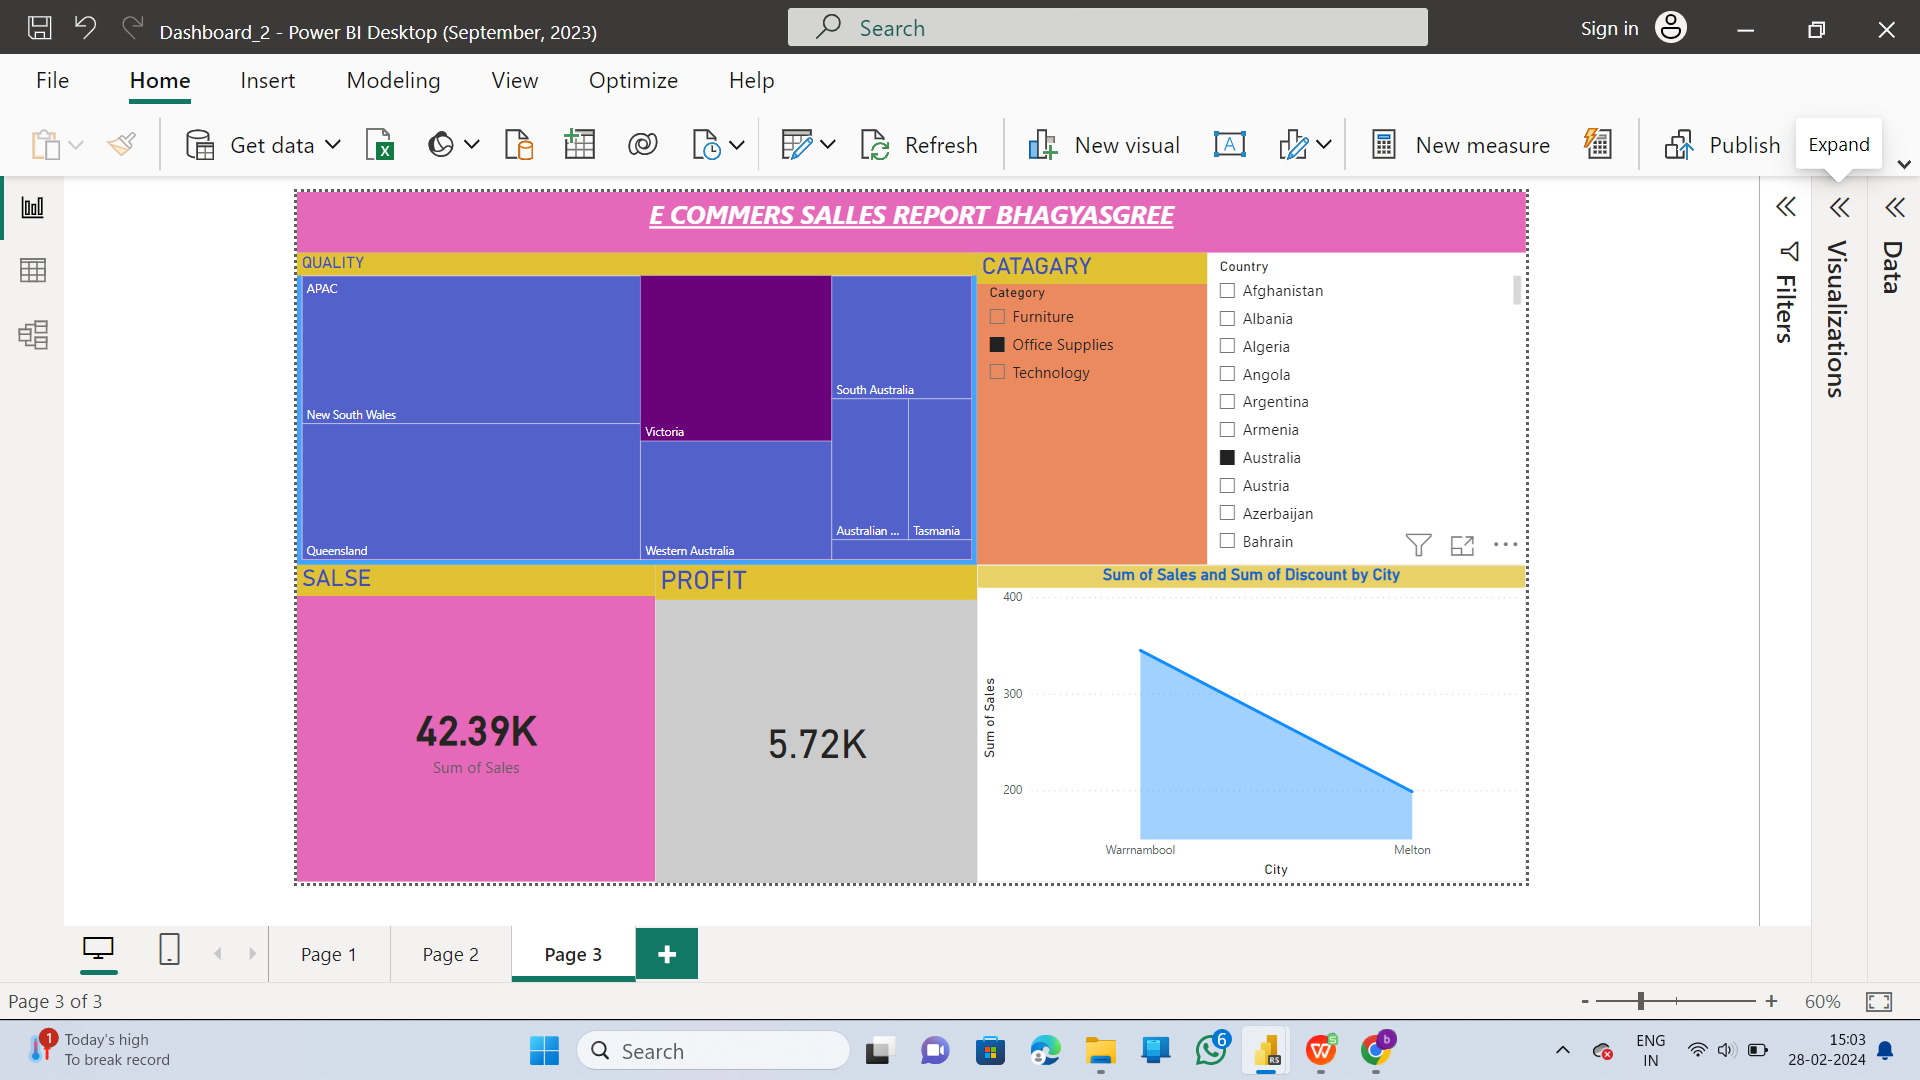 Dashboard_2 - Power BI Desktop (September, 2023)
Search
Sign in
File
Home
Insert
Modeling
View
Optimize
Help
Get data
Refresh
New visual
New measure
Publish
Expand
E COMMERS SALLES REPORT BHAGYASGREE
QUALITY
APAC
New South Wales
Queensland
Victoria
Western Australia
South Australia
Australian ...
Tasmania
CATAGARY
Category
Furniture
Office Supplies
Technology
Country
Afghanistan
Albania
Algeria
Angola
Argentina
Armenia
Australia
Austria
Azerbaijan
Bahrain
Filters
Visualizations
Data
SALSE
42.39K
Sum of Sales
PROFIT
5.72K
Sum of Sales and Sum of Discount by City
400
300
200
Sum of Sales
Warrnambool
Melton
City
Page 1
Page 2
Page 3
+
Page 3 of 3
- + 60%
1
Today's high
To break record
Search
6
RS
b
ENG
IN
15:03
28-02-2024